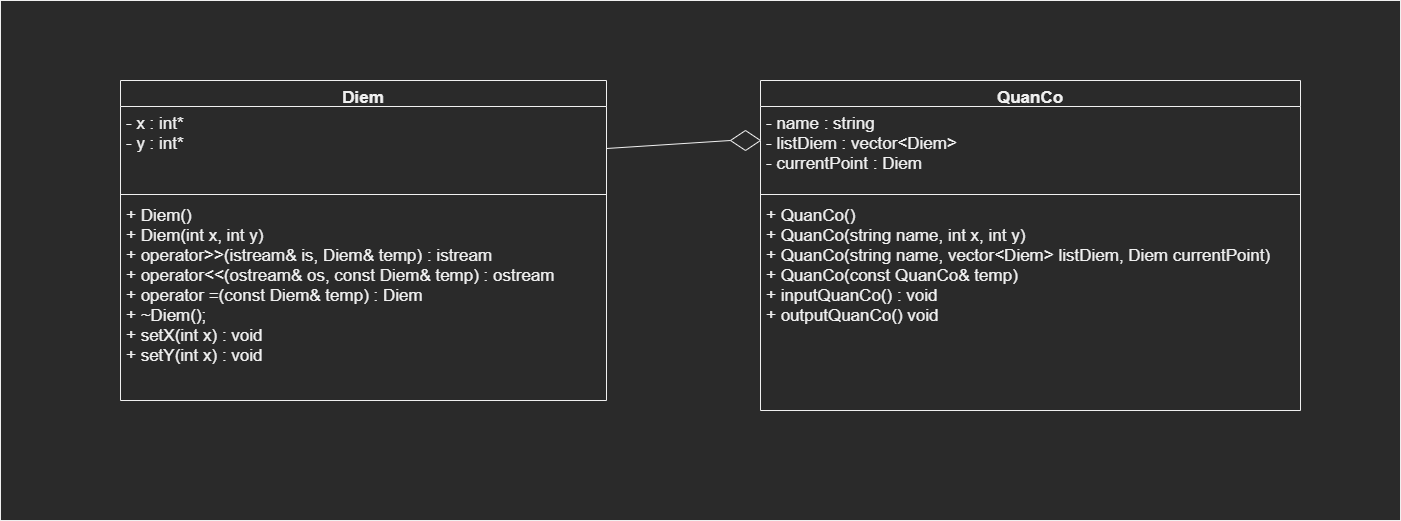 Diem
- x : int*
- y : int*
+ Diem()
+ Diem(int x, int y)
+ operator>>(istream& is, Diem& temp) : istream
+ operator<<(ostream& os, const Diem& temp) : ostream
+ operator =(const Diem& temp) : Diem
+ ~Diem();
+ setX(int x) : void
+ setY(int x) : void
QuanCo
- name : string
- listDiem : vector<Diem>
- currentPoint : Diem
+ QuanCo()
+ QuanCo(string name, int x, int y)
+ QuanCo(string name, vector<Diem> listDiem, Diem currentPoint)
+ QuanCo(const QuanCo& temp)
+ inputQuanCo() : void
+ outputQuanCo() void